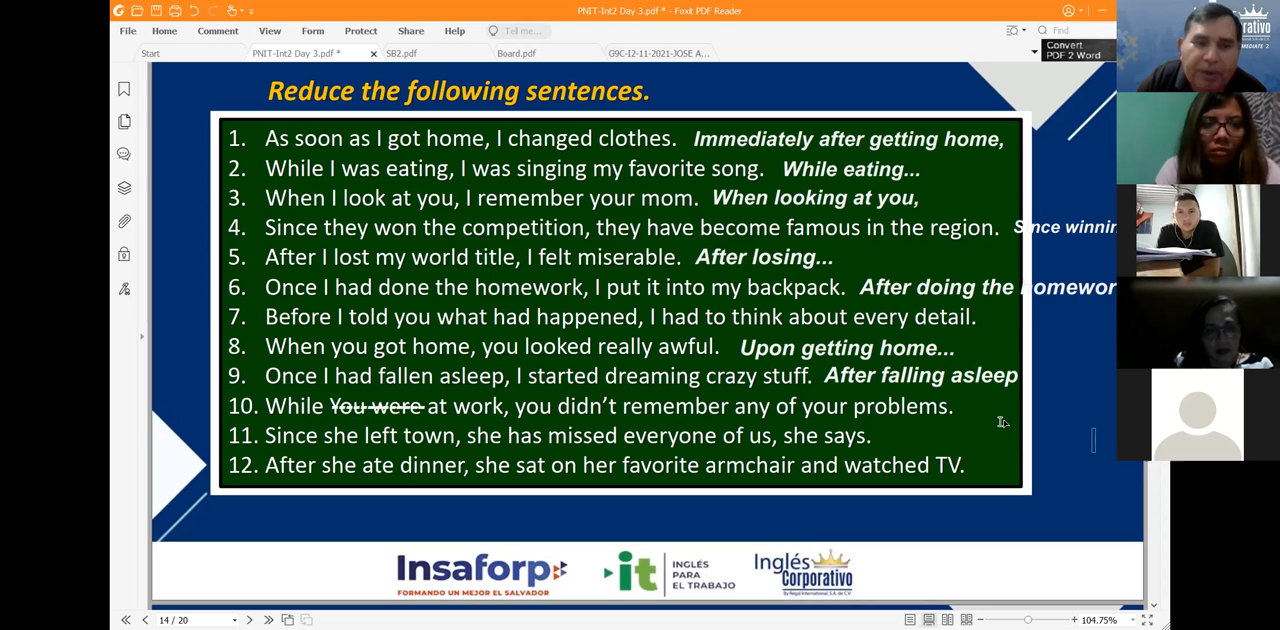 PNIT-Int2 Day 3.pdf * - Foxit PDF Reader
File Home Comment View Form Protect Share Help Tell me... Find
Start PNIT-Int2 Day 3.pdf * SB2.pdf Board.pdf G9C-I2-11-2021-JOSE A...
Convert
PDF 2 Word
Reduce the following sentences.
1. As soon as I got home, I changed clothes. Immediately after getting home,
2. While I was eating, I was singing my favorite song. While eating...
3. When I look at you, I remember your mom. When looking at you,
4. Since they won the competition, they have become famous in the region. Since winnin
5. After I lost my world title, I felt miserable. After losing...
6. Once I had done the homework, I put it into my backpack. After doing the homewor
7. Before I told you what had happened, I had to think about every detail.
8. When you got home, you looked really awful. Upon getting home...
9. Once I had fallen asleep, I started dreaming crazy stuff. After falling asleep
10. While You were at work, you didn't remember any of your problems.
11. Since she left town, she has missed everyone of us, she says.
12. After she ate dinner, she sat on her favorite armchair and watched TV.
Insaforp
FORMANDO UN MEJOR EL SALVADOR
it INGLÉS
PARA
EL TRABAJO
Inglés
Corporativo
14 / 20
104.75%